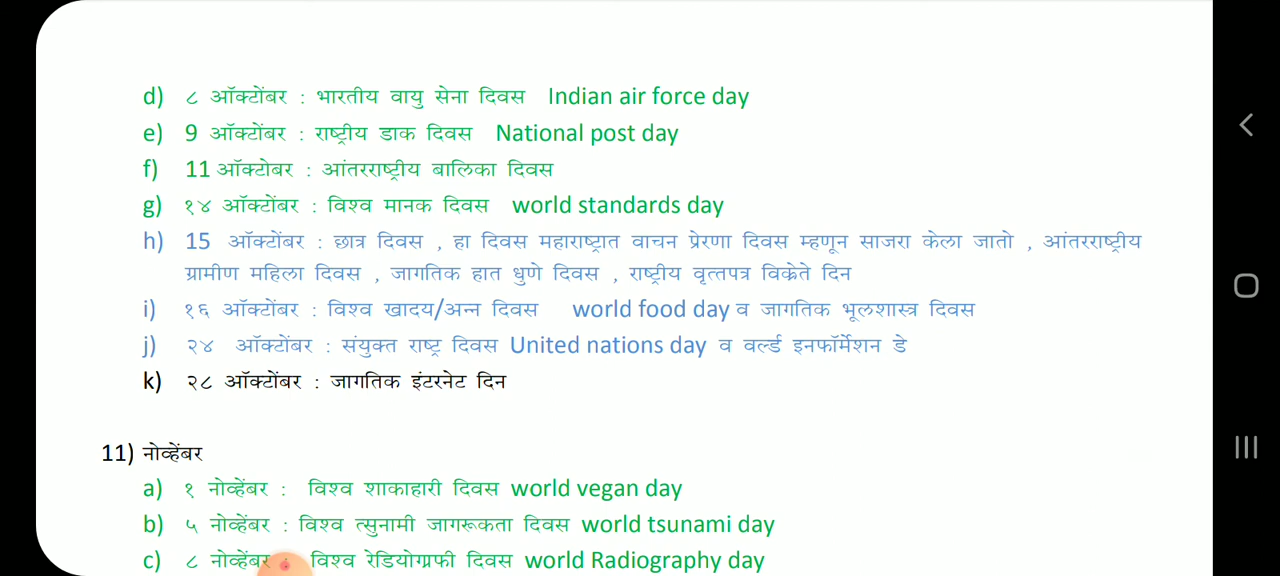 d) ८ ऑक्टोंबर : भारतीय वायु सेना दिवस Indian air force day
e) 9 ऑक्टोंबर : राष्ट्रीय डाक दिवस National post day
f) 11 ऑक्टोबर : आंतरराष्ट्रीय बालिका दिवस
g) १४ ऑक्टोंबर : विश्व मानक दिवस world standards day
h) 15 ऑक्टोंबर : छात्र दिवस , हा दिवस महाराष्ट्रात वाचन प्रेरणा दिवस म्हणून साजरा केला जातो , आंतरराष्ट्रीय
ग्रामीण महिला दिवस , जागतिक हात धुणे दिवस , राष्ट्रीय वृत्तपत्र विक्रेते दिन
i) १६ ऑक्टोंबर : विश्व खादय/अन्न दिवस world food day व जागतिक भूलशास्त्र दिवस
j) २४ ऑक्टोंबर : संयुक्त राष्ट्र दिवस United nations day व वर्ल्ड इनफॉर्मेशन डे
k) २८ ऑक्टोंबर : जागतिक इंटरनेट दिन
11) नोव्हेंबर
a) १ नोव्हेंबर : विश्व शाकाहारी दिवस world vegan day
b) ५ नोव्हेंबर : विश्व त्सुनामी जागरूकता दिवस world tsunami day
c) ८ नोव्हेंबर : विश्व रेडियोग्राफी दिवस world Radiography day